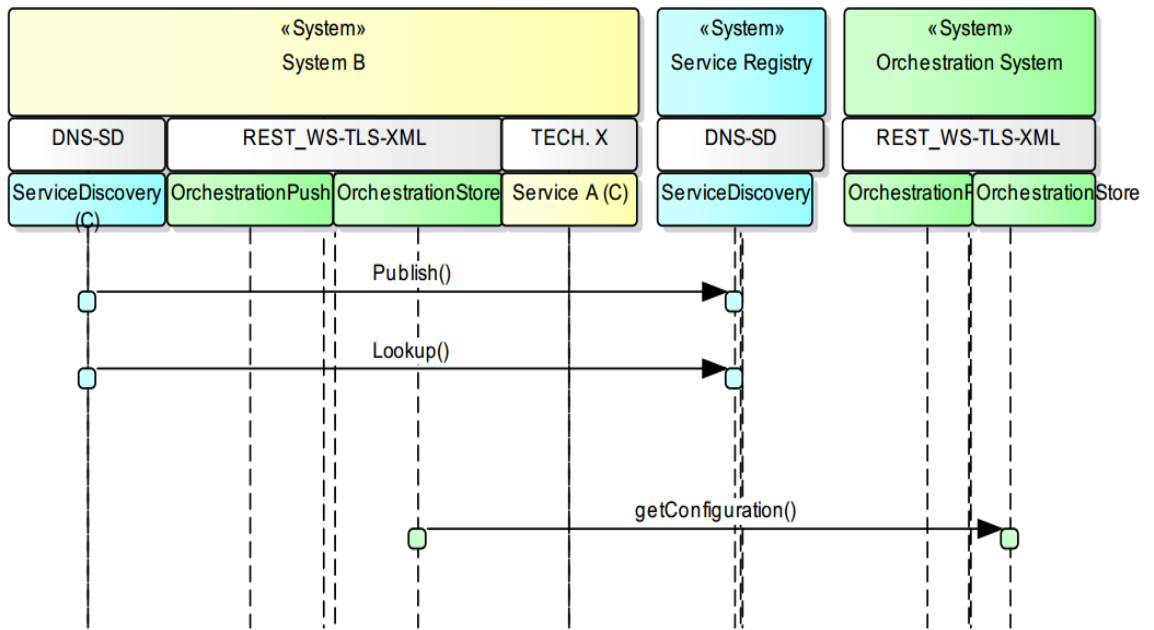 «System»
System B
«System»
Service Registry
«System»
Orchestration System
DNS-SD
REST_WS-TLS-XML
TECH. X
DNS-SD
REST_WS-TLS-XML
ServiceDiscovery
(C)
OrchestrationPush
OrchestrationStore
Service A (C)
ServiceDiscovery
OrchestrationP
OrchestrationStore
Publish()
Lookup()
getConfiguration()